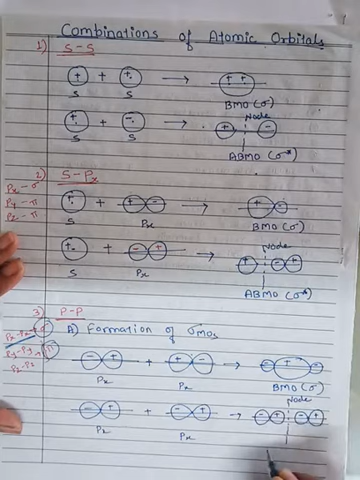 Combinations of Atomic Orbitals
1) S-S
+ + + → + +
S S BMO (σ)
+ + - → + Node -
S S ABMO (σ*)
2) S-Px
Px - σ
Py - π
Pz - π
+ + + - → + -
S Px BMO (σ)
+ + - + → + Node - +
S Px ABMO (σ*)
3) P-P
Px-Px → σ
Py-Py
Pz-Pz → π
A) Formation of σ MOs
- + + + - → - + -
Px Px BMO (σ)
- + + - + → - + Node - +
Px Px